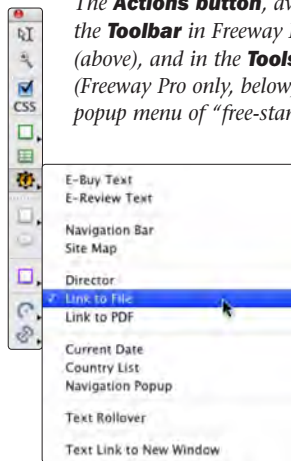 The Actions button, av
the Toolbar in Freeway
(above), and in the Tools
(Freeway Pro only, below
popup menu of "free-star
CSS
E-Buy Text
E-Review Text
Navigation Bar
Site Map
Director
Link to File
Link to PDF
Current Date
Country List
Navigation Popup
Text Rollover
Text Link to New Window